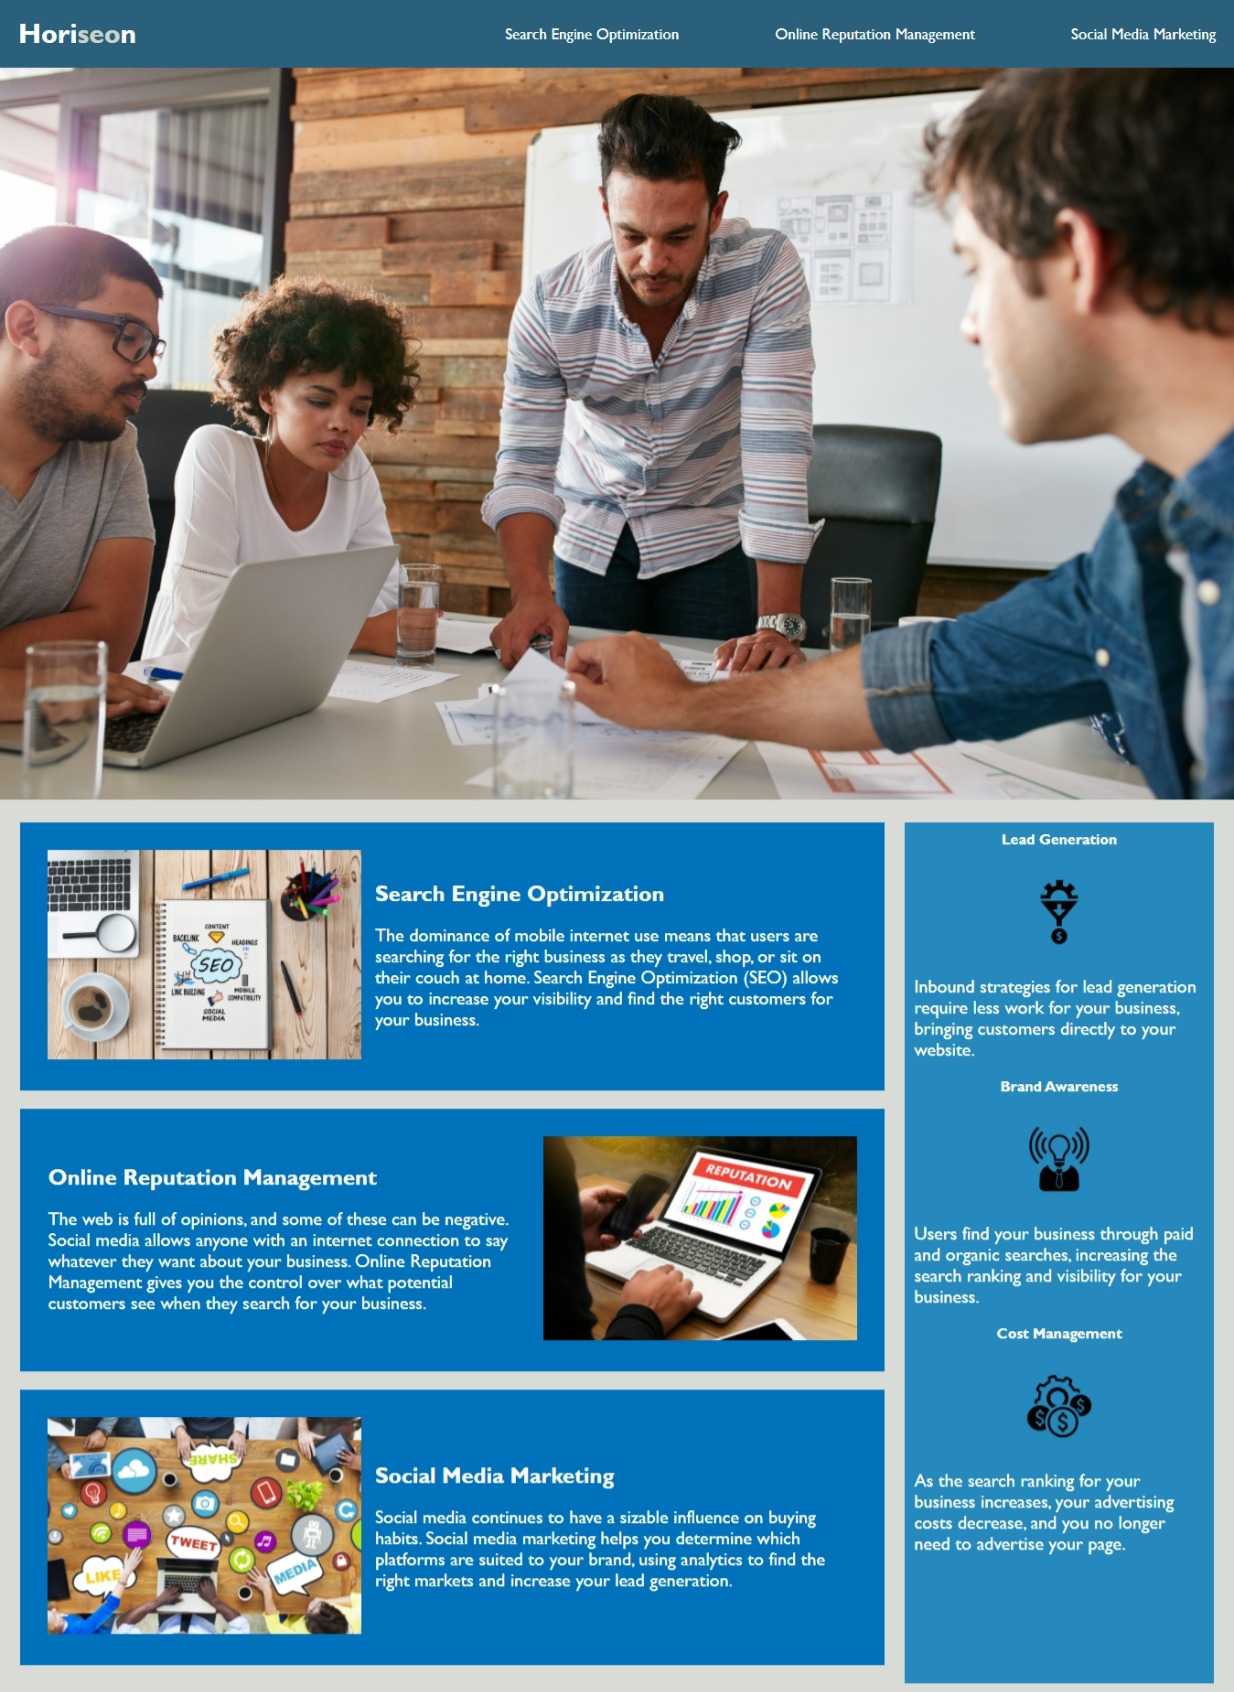 Horiseon
Search Engine Optimization
Online Reputation Management
Social Media Marketing
CONTENT
BACKLINK
HEADINGS
SEO
LINK BUILDING
MOBILE
COMPATIBILITY
SOCIAL
MEDIA
Search Engine Optimization
The dominance of mobile internet use means that users are
searching for the right business as they travel, shop, or sit on
their couch at home. Search Engine Optimization (SEO) allows
you to increase your visibility and find the right customers for
your business.
Online Reputation Management
The web is full of opinions, and some of these can be negative.
Social media allows anyone with an internet connection to say
whatever they want about your business. Online Reputation
Management gives you the control over what potential
customers see when they search for your business.
REPUTATION
SHARE
TWEET
LIKE
MEDIA
Social Media Marketing
Social media continues to have a sizable influence on buying
habits. Social media marketing helps you determine which
platforms are suited to your brand, using analytics to find the
right markets and increase your lead generation.
Lead Generation
$
Inbound strategies for lead generation
require less work for your business,
bringing customers directly to your
website.
Brand Awareness
Users find your business through paid
and organic searches, increasing the
search ranking and visibility for your
business.
Cost Management
$ $ $
As the search ranking for your
business increases, your advertising
costs decrease, and you no longer
need to advertise your page.